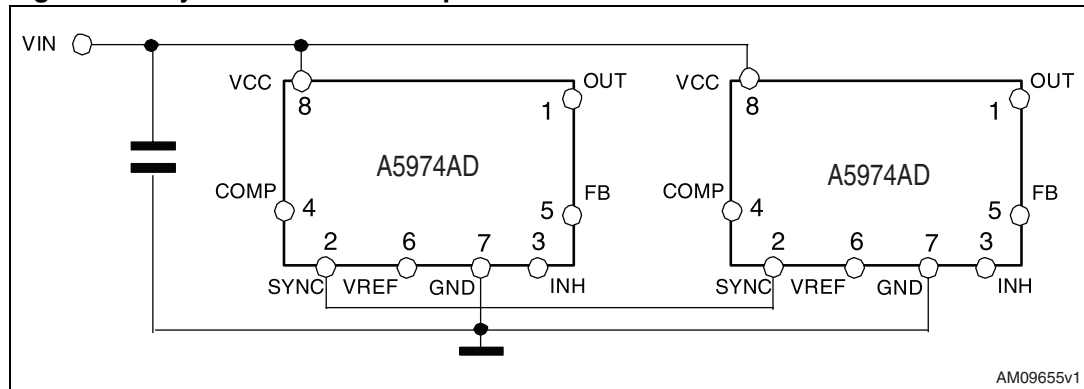 VIN
VCC
8
OUT
1
A5974AD
COMP
4
FB
5
2
6
7
3
SYNC
VREF
GND
INH
VCC
8
OUT
1
A5974AD
COMP
4
FB
5
2
6
7
3
SYNC
VREF
GND
INH
AM09655v1